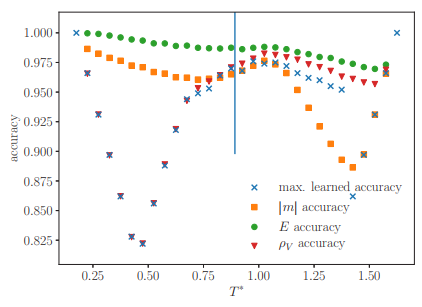 1.000
0.975
0.950
0.925
0.900
0.875
0.850
0.825
accuracy
max. learned accuracy
|m| accuracy
E accuracy
ρV accuracy
0.25 0.50 0.75 1.00 1.25 1.50
T*